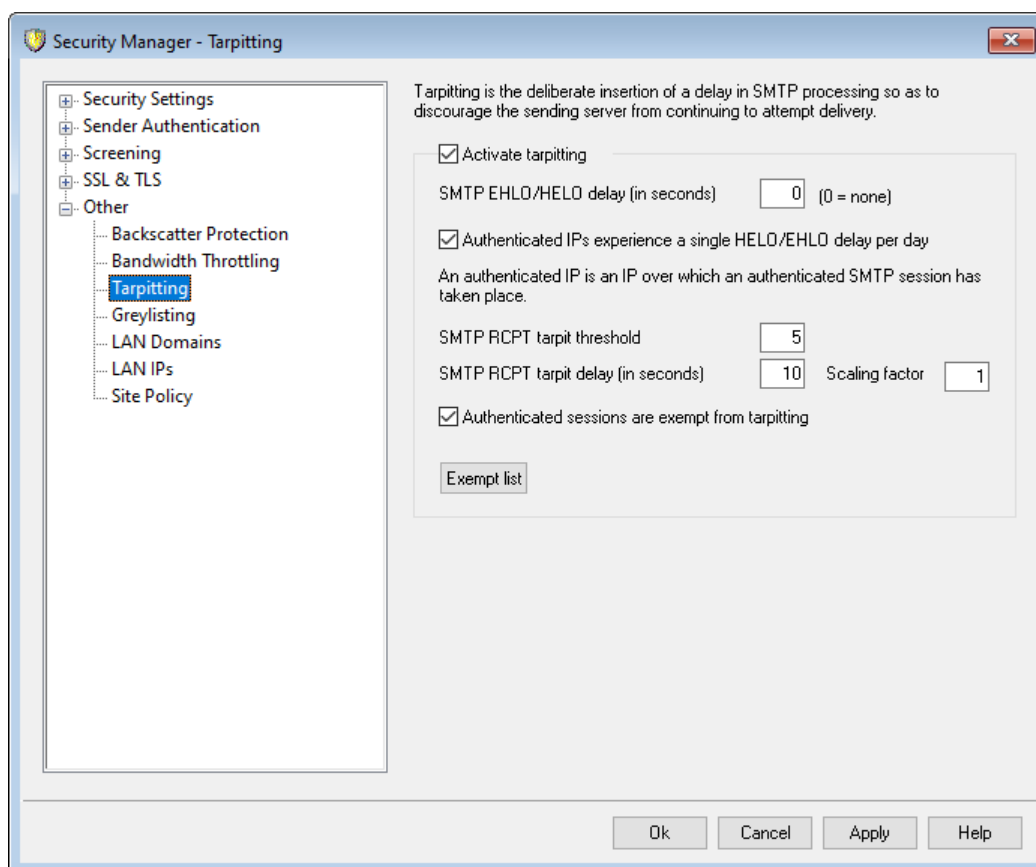 Security Manager - Tarpitting
Security Settings
Sender Authentication
Screening
SSL & TLS
Other
Backscatter Protection
Bandwidth Throttling
Tarpitting
Greylisting
LAN Domains
LAN IPs
Site Policy
Tarpitting is the deliberate insertion of a delay in SMTP processing so as to
discourage the sending server from continuing to attempt delivery.
Activate tarpitting
SMTP EHLO/HELO delay (in seconds) 0 (0 = none)
Authenticated IPs experience a single HELO/EHLO delay per day
An authenticated IP is an IP over which an authenticated SMTP session has
taken place.
SMTP RCPT tarpit threshold 5
SMTP RCPT tarpit delay (in seconds) 10 Scaling factor 1
Authenticated sessions are exempt from tarpitting
Exempt list
Ok Cancel Apply Help